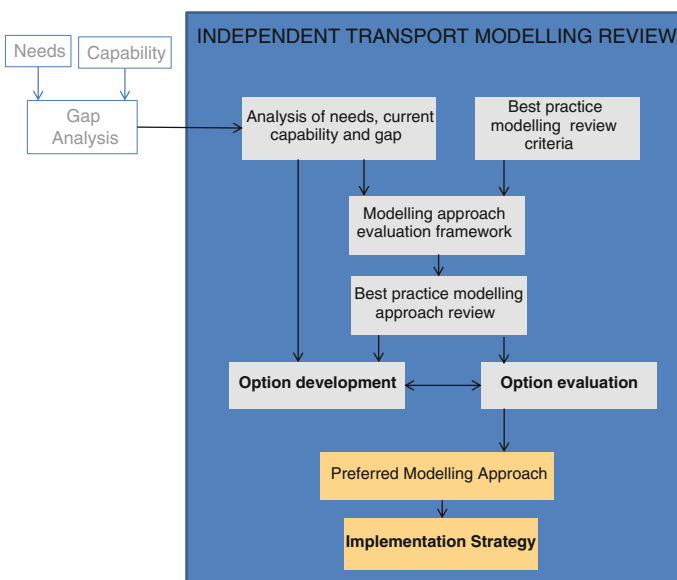 INDEPENDENT TRANSPORT MODELLING REVIEW
Needs
Capability
Gap
Analysis
Analysis of needs, current
capability and gap
Best practice
modelling review
criteria
Modelling approach
evaluation framework
Best practice modelling
approach review
Option development
Option evaluation
Preferred Modelling Approach
Implementation Strategy